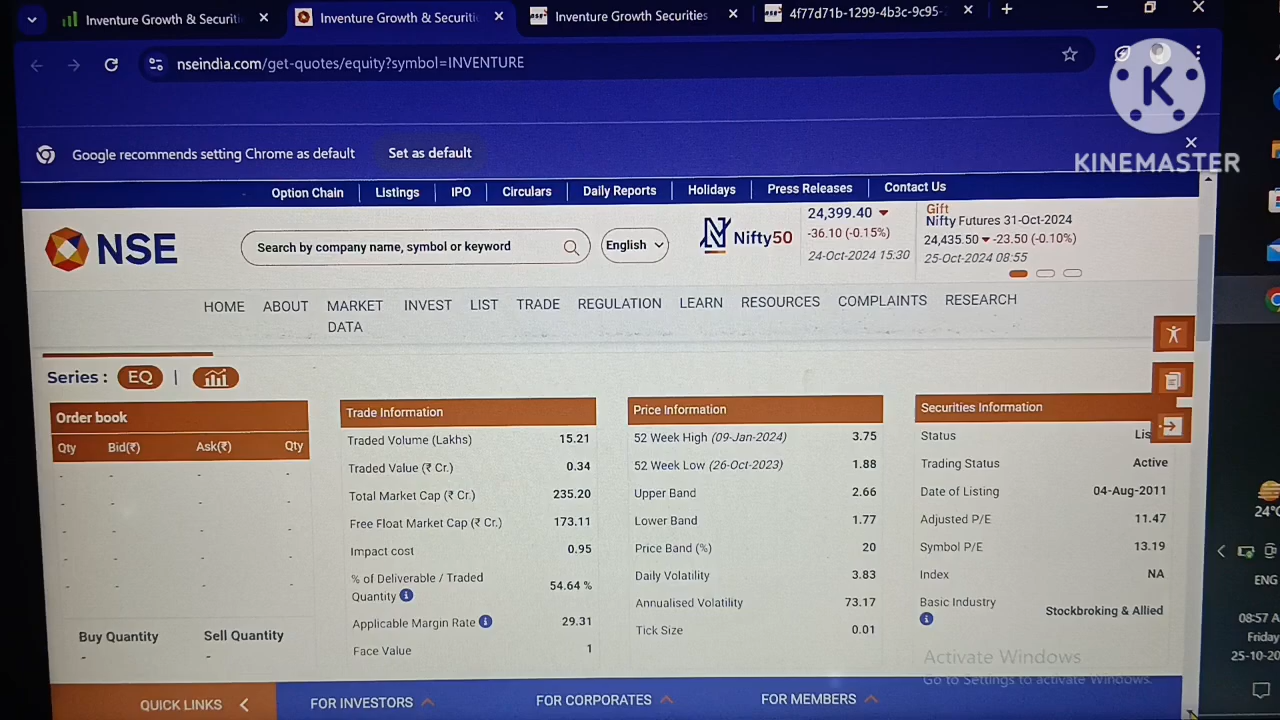 Inventure Growth & Securiti
Inventure Growth & Securitie
Inventure Growth Securities
4f77d71b-1299-4b3c-9c95-
nseindia.com/get-quotes/equity?symbol=INVENTURE
K
KINEMASTER
Google recommends setting Chrome as default
Set as default
Option Chain
Listings
IPO
Circulars
Daily Reports
Holidays
Press Releases
Contact Us
NSE
Search by company name, symbol or keyword
English
Nifty50
24,399.40
-36.10 (-0.15%)
24-Oct-2024 15:30
Gift
Nifty Futures 31-Oct-2024
24,435.50 -23.50 (-0.10%)
25-Oct-2024 08:55
HOME
ABOUT
MARKET DATA
INVEST
LIST
TRADE
REGULATION
LEARN
RESOURCES
COMPLAINTS
RESEARCH
Series : EQ |
Order book
Qty Bid(₹) Ask(₹) Qty
- - - -
- - - -
- - - -
- - - -
- - - -
Buy Quantity Sell Quantity
- -
Trade Information
Traded Volume (Lakhs) 15.21
Traded Value (₹ Cr.) 0.34
Total Market Cap (₹ Cr.) 235.20
Free Float Market Cap (₹ Cr.) 173.11
Impact cost 0.95
% of Deliverable / Traded
Quantity 54.64 %
Applicable Margin Rate 29.31
Face Value 1
Price Information
52 Week High (09-Jan-2024) 3.75
52 Week Low (26-Oct-2023) 1.88
Upper Band 2.66
Lower Band 1.77
Price Band (%) 20
Daily Volatility 3.83
Annualised Volatility 73.17
Tick Size 0.01
Securities Information
Status Lis
Trading Status Active
Date of Listing 04-Aug-2011
Adjusted P/E 11.47
Symbol P/E 13.19
Index NA
Basic Industry Stockbroking & Allied
Activate Windows
Go to Settings to activate Windows.
QUICK LINKS
FOR INVESTORS
FOR CORPORATES
FOR MEMBERS
24°
ENG
08:57 A
Friday
25-10-20